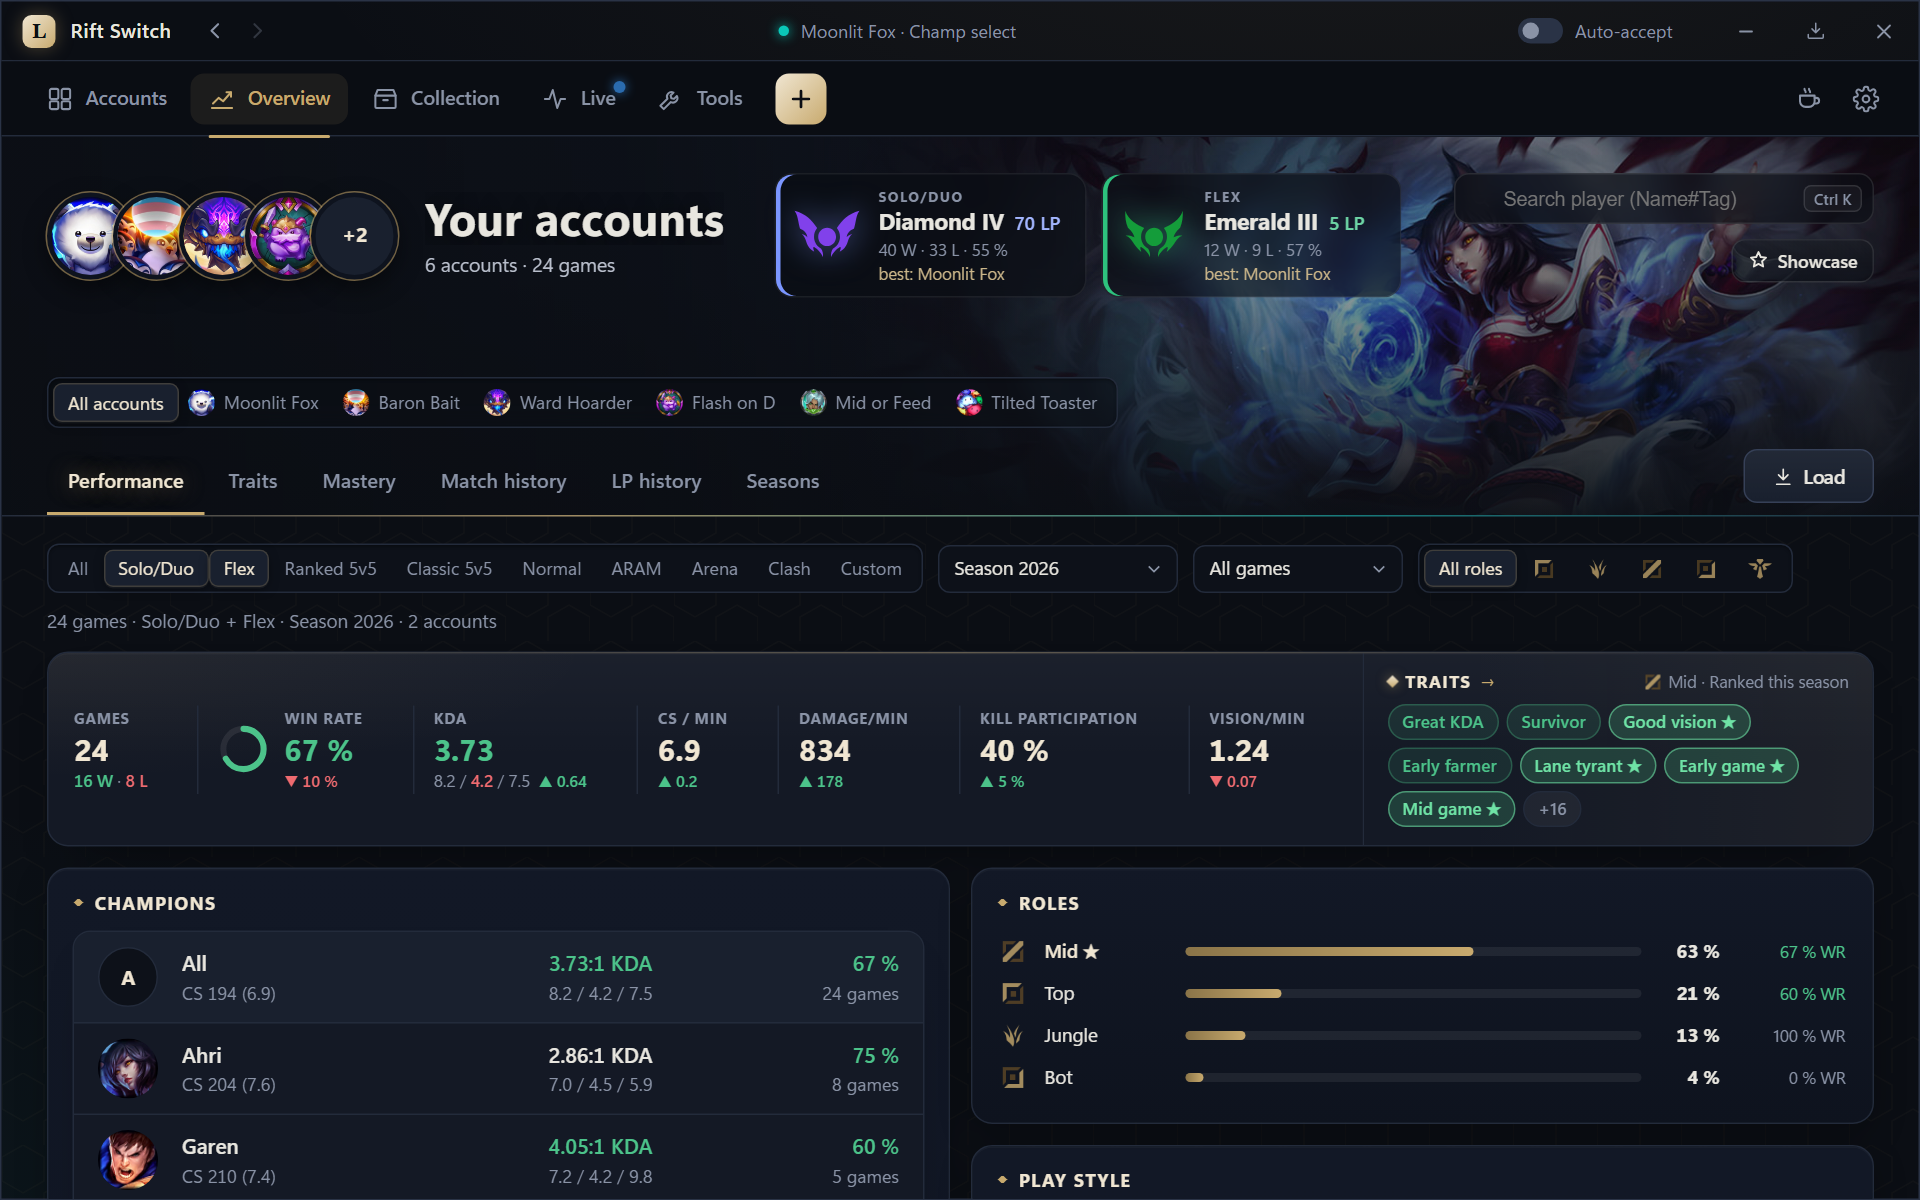 L Rift Switch
Moonlit Fox · Champ select
Auto-accept
Accounts
Overview
Collection
Live
Tools
+
Your accounts
6 accounts · 24 games
+2
SOLO/DUO
Diamond IV 70 LP
40 W · 33 L · 55 %
best: Moonlit Fox
FLEX
Emerald III 5 LP
12 W · 9 L · 57 %
best: Moonlit Fox
Search player (Name#Tag) Ctrl K
Showcase
All accounts
Moonlit Fox
Baron Bait
Ward Hoarder
Flash on D
Mid or Feed
Tilted Toaster
Performance
Traits
Mastery
Match history
LP history
Seasons
Load
All
Solo/Duo
Flex
Ranked 5v5
Classic 5v5
Normal
ARAM
Arena
Clash
Custom
Season 2026
All games
All roles
24 games · Solo/Duo + Flex · Season 2026 · 2 accounts
GAMES
24
16 W · 8 L
WIN RATE
67 %
▼ 10 %
KDA
3.73
8.2 / 4.2 / 7.5 ▲ 0.64
CS / MIN
6.9
▲ 0.2
DAMAGE/MIN
834
▲ 178
KILL PARTICIPATION
40 %
▲ 5 %
VISION/MIN
1.24
▼ 0.07
TRAITS →
Mid · Ranked this season
Great KDA
Survivor
Good vision ★
Early farmer
Lane tyrant ★
Early game ★
Mid game ★
+16
CHAMPIONS
A
All
CS 194 (6.9)
3.73:1 KDA
8.2 / 4.2 / 7.5
67 %
24 games
Ahri
CS 204 (7.6)
2.86:1 KDA
7.0 / 4.5 / 5.9
75 %
8 games
Garen
CS 210 (7.4)
4.05:1 KDA
7.2 / 4.2 / 9.8
60 %
5 games
ROLES
Mid ★ 63 % 67 % WR
Top 21 % 60 % WR
Jungle 13 % 100 % WR
Bot 4 % 0 % WR
PLAY STYLE